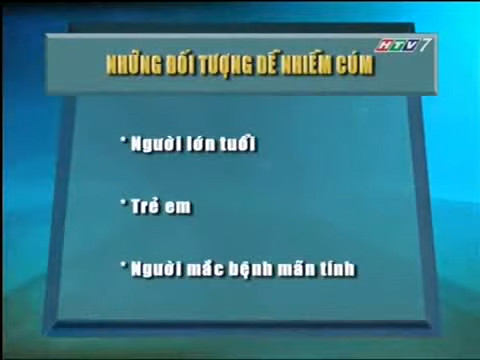 HTV7
NHỮNG ĐỐI TƯỢNG DỄ NHIỄM CÚM
* Người lớn tuổi
* Trẻ em
* Người mắc bệnh mãn tính